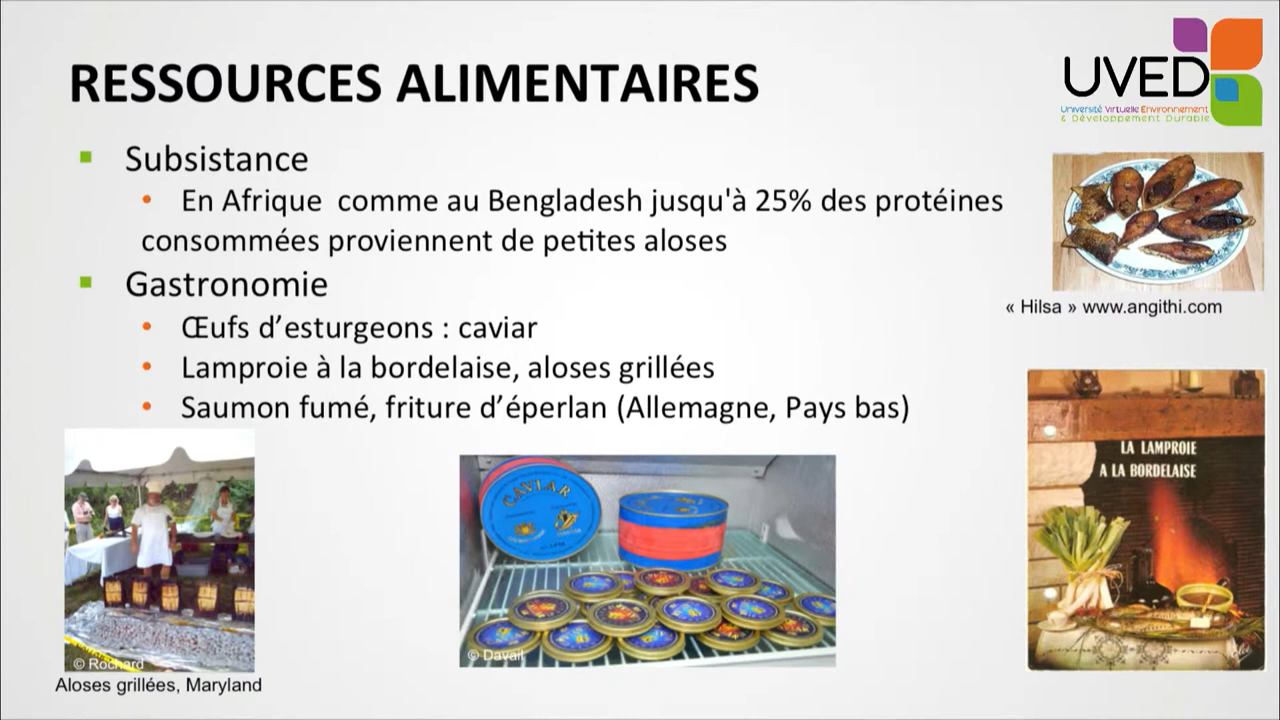 RESSOURCES ALIMENTAIRES
UVED
Université Virtuelle Environnement
& Développement Durable
Subsistance
En Afrique comme au Bengladesh jusqu'à 25% des protéines
consommées proviennent de petites aloses
Gastronomie
Œufs d'esturgeons : caviar
Lamproie à la bordelaise, aloses grillées
Saumon fumé, friture d'éperlan (Allemagne, Pays bas)
« Hilsa » www.angithi.com
LA LAMPROIE
A LA BORDELAISE
CAVIAR
© Rochard
© Davail
Aloses grillées, Maryland